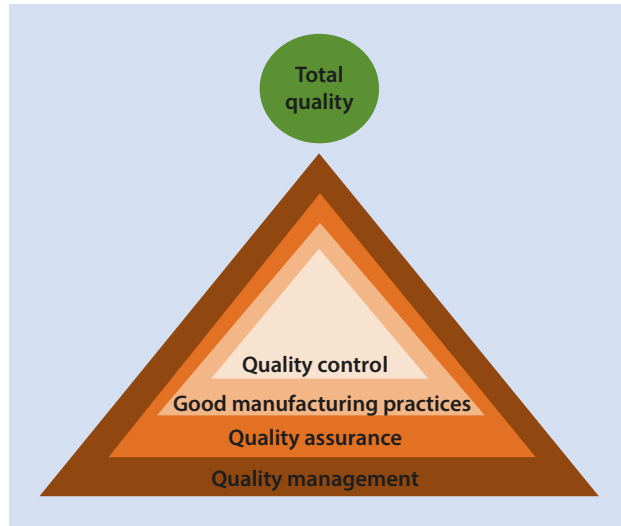 Total
quality
Quality control
Good manufacturing practices
Quality assurance
Quality management